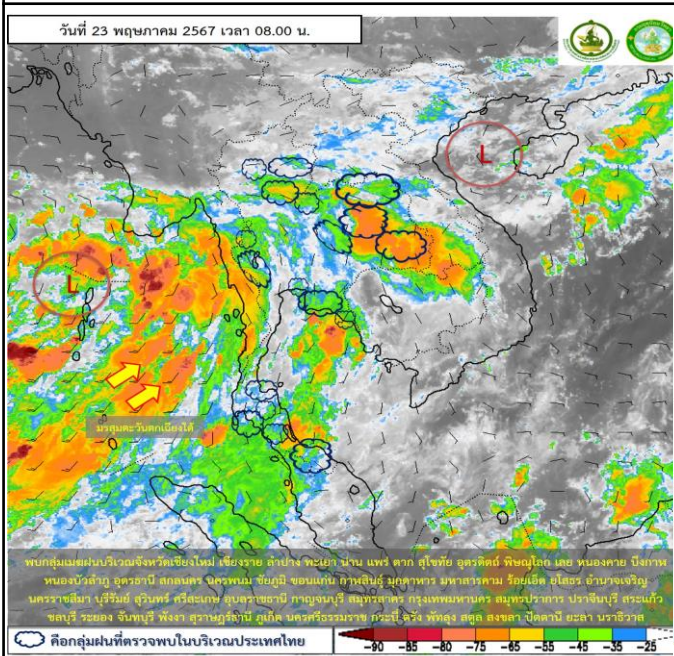 วันที่ 23 พฤษภาคม 2567 เวลา 08.00 น.
L
L
มรสุมตะวันตกเฉียงใต้
พบกลุ่มเมฆฝนบริเวณจังหวัดเชียงใหม่ เชียงราย ลำปาง พะเยา น่าน แพร่ ตาก สุโขทัย อุตรดิตถ์ พิษณุโลก เลย หนองคาย บึงกาฬ
หนองบัวลำภู อุดรธานี สกลนคร นครพนม ชัยภูมิ ขอนแก่น กาฬสินธุ์ มุกดาหาร มหาสารคาม ร้อยเอ็ด ยโสธร อำนาจเจริญ
นครราชสีมา บุรีรัมย์ สุรินทร์ ศรีสะเกษ อุบลราชธานี กาญจนบุรี สมุทรสาคร กรุงเทพมหานคร สมุทรปราการ ปราจีนบุรี สระแก้ว
ชลบุรี ระยอง จันทบุรี พังงา สุราษฎร์ธานี ภูเก็ต นครศรีธรรมราช กระบี่ ตรัง พัทลุง สตูล สงขลา ปัตตานี ยะลา นราธิวาส
คือกลุ่มฝนที่ตรวจพบในบริเวณประเทศไทย
-90 -85 -80 -75 -65 -55 -45 -35 -25